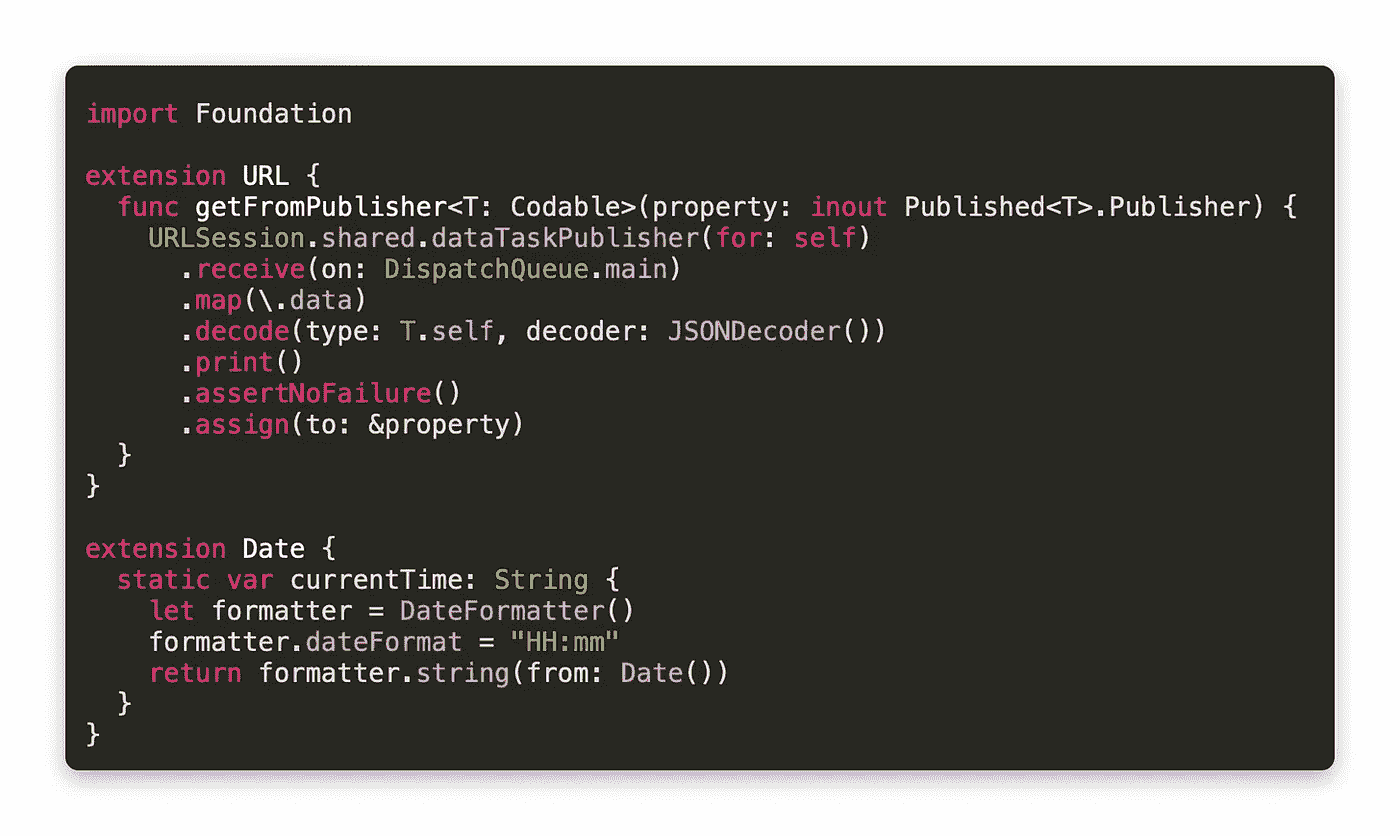 import Foundation

extension URL {
  func getFromPublisher<T: Codable>(property: inout Published<T>.Publisher) {
    URLSession.shared.dataTaskPublisher(for: self)
      .receive(on: DispatchQueue.main)
      .map(\.data)
      .decode(type: T.self, decoder: JSONDecoder())
      .print()
      .assertNoFailure()
      .assign(to: &property)
  }
}

extension Date {
  static var currentTime: String {
    let formatter = DateFormatter()
    formatter.dateFormat = "HH:mm"
    return formatter.string(from: Date())
  }
}